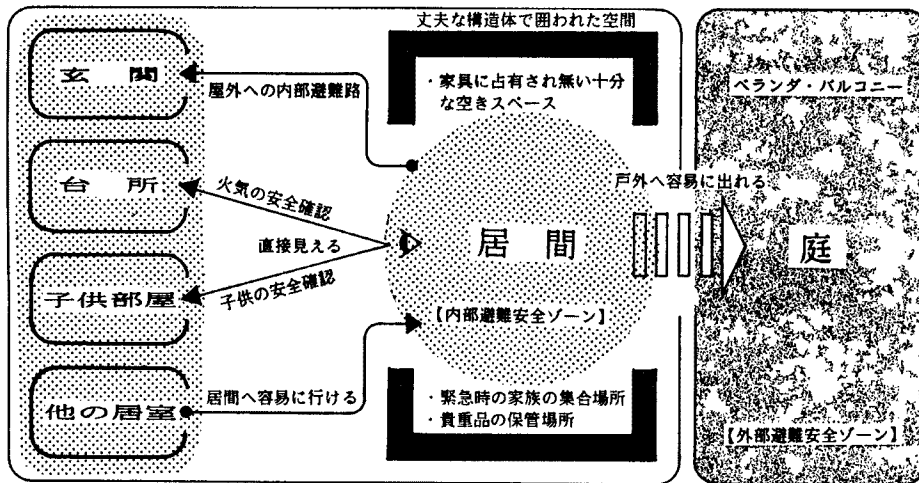 丈夫な構造体で囲われた空間
玄関
屋外への内部避難路
・家具に占有され無い十分
な空きスペース
ベランダ・バルコニー
台所
火気の安全確認
戸外へ容易に出れる
直接見える
居間
庭
子供部屋
子供の安全確認
【内部避難安全ゾーン】
他の居室
居間へ容易に行ける
・緊急時の家族の集合場所
・貴重品の保管場所
【外部避難安全ゾーン】